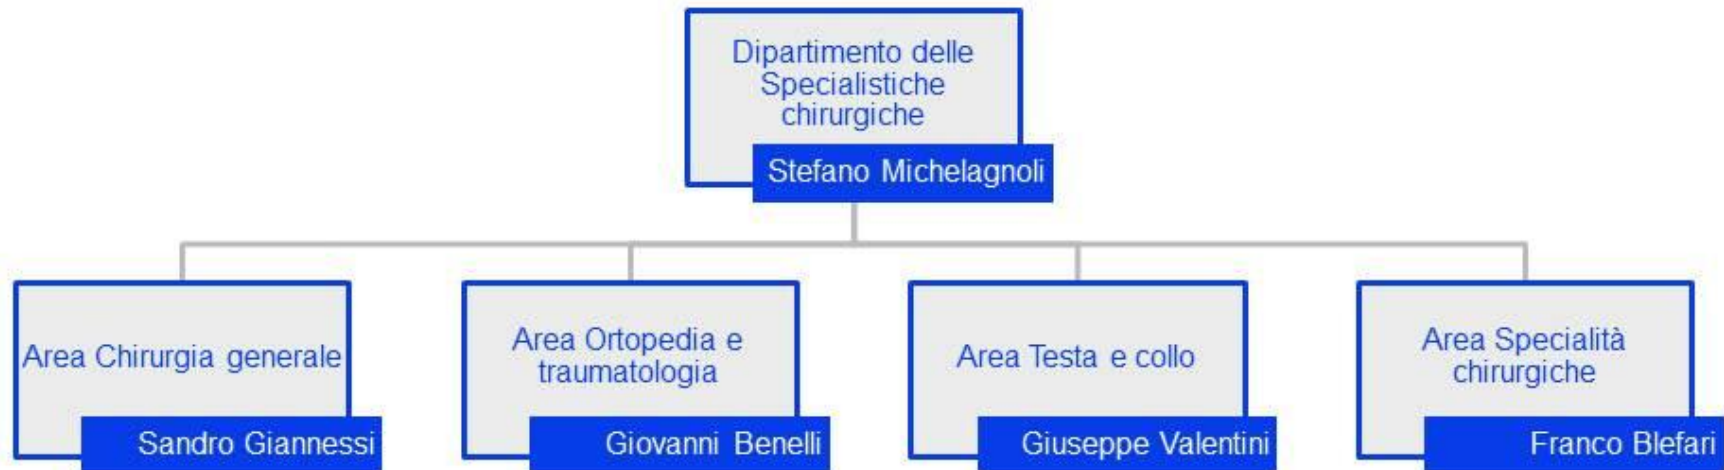 Dipartimento delle
Specialistiche
chirurgiche
Stefano Michelagnoli
Area Chirurgia generale
Sandro Giannessi
Area Ortopedia e
traumatologia
Giovanni Benelli
Area Testa e collo
Giuseppe Valentini
Area Specialità
chirurgiche
Franco Blefari